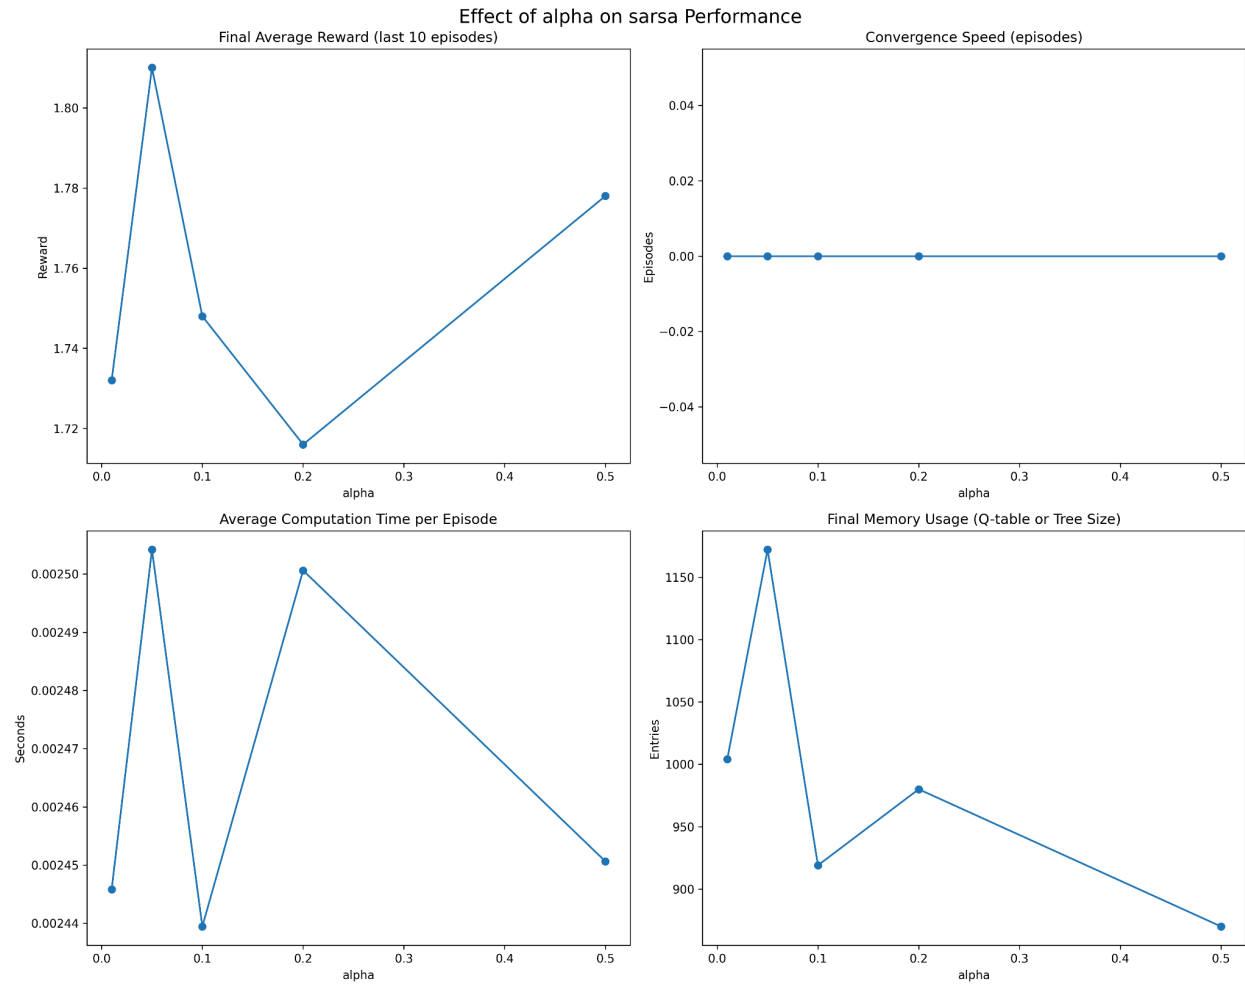 Effect of alpha on sarsa Performance
Final Average Reward (last 10 episodes)
Reward
1.80
1.78
1.76
1.74
1.72
0.0 0.1 0.2 0.3 0.4 0.5
alpha
Convergence Speed (episodes)
Episodes
0.04
0.02
0.00
−0.02
−0.04
0.0 0.1 0.2 0.3 0.4 0.5
alpha
Average Computation Time per Episode
Seconds
0.00250
0.00249
0.00248
0.00247
0.00246
0.00245
0.00244
0.0 0.1 0.2 0.3 0.4 0.5
alpha
Final Memory Usage (Q-table or Tree Size)
Entries
1150
1100
1050
1000
950
900
0.0 0.1 0.2 0.3 0.4 0.5
alpha